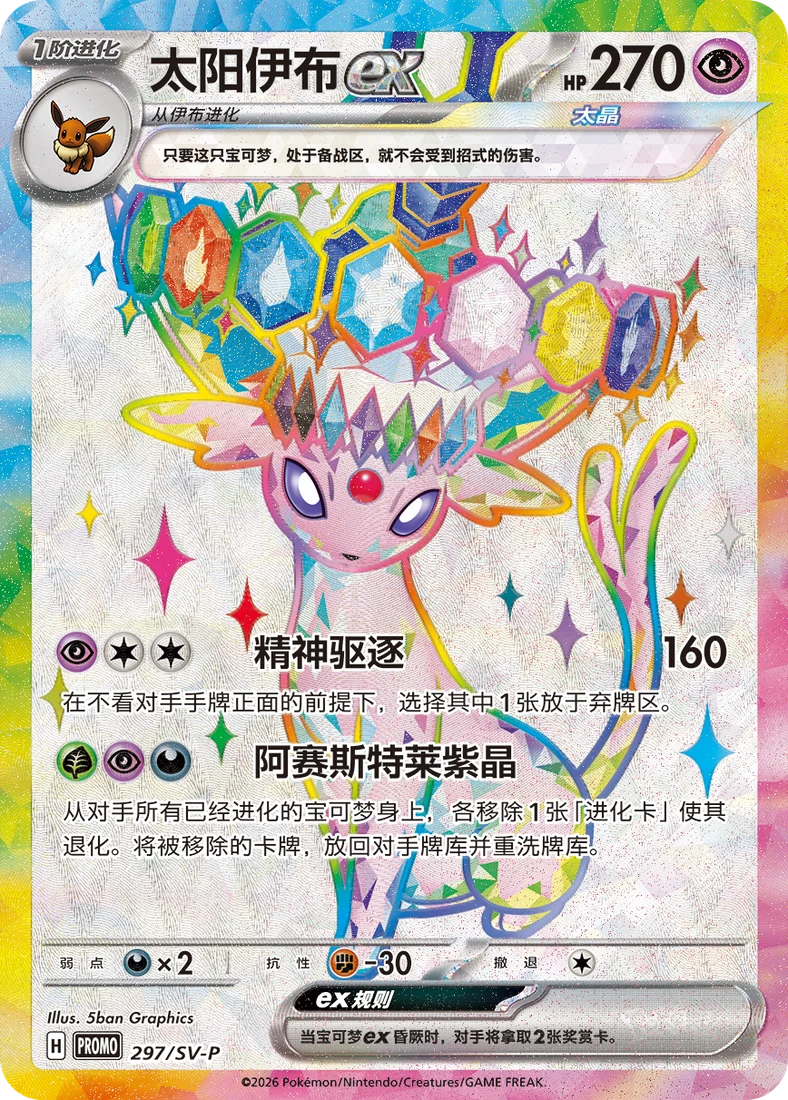 1阶进化
太阳伊布ex
HP270
从伊布进化
太晶
只要这只宝可梦，处于备战区，就不会受到招式的伤害。
精神驱逐 160
在不看对手手牌正面的前提下，选择其中1张放于弃牌区。
阿赛斯特莱紫晶
从对手所有已经进化的宝可梦身上，各移除1张「进化卡」使其
退化。将被移除的卡牌，放回对手牌库并重洗牌库。
弱点 ×2 抗性 -30 撤退
ex规则
当宝可梦ex昏厥时，对手将拿取2张奖赏卡。
Illus. 5ban Graphics
H PROMO 297/SV-P
©2026 Pokémon/Nintendo/Creatures/GAME FREAK.